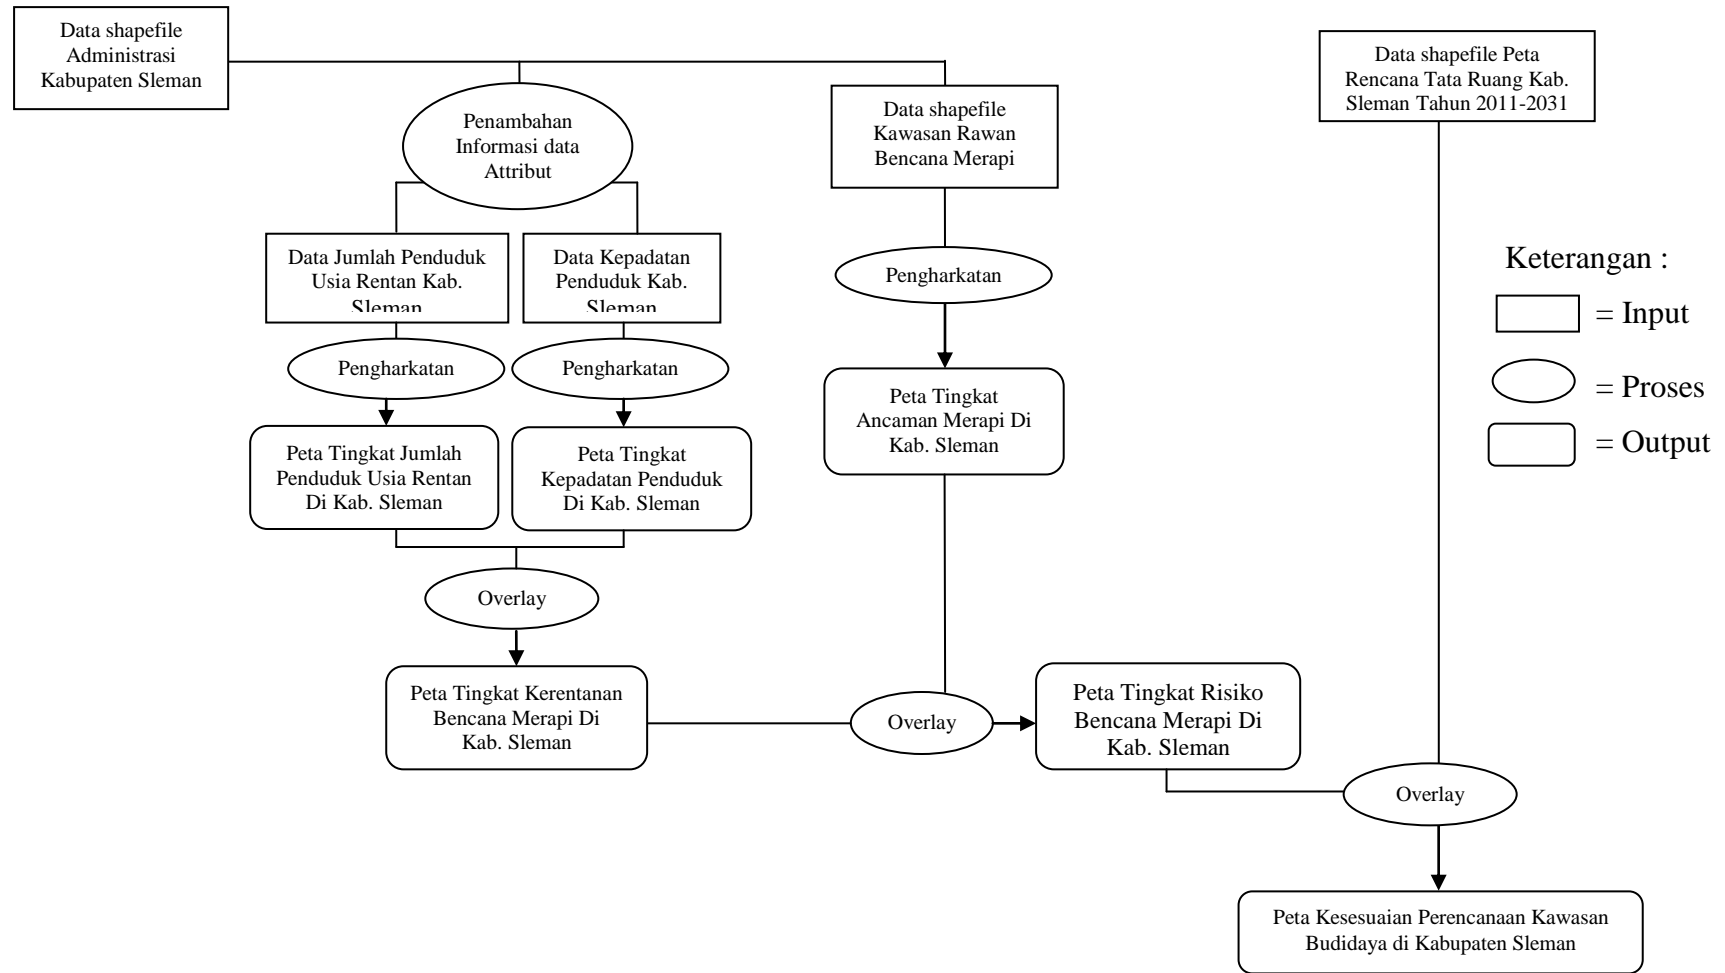 Data shapefile
Administrasi
Kabupaten Sleman
Penambahan
Informasi data
Attribut
Data shapefile
Kawasan Rawan
Bencana Merapi
Data shapefile Peta
Rencana Tata Ruang Kab.
Sleman Tahun 2011-2031
Data Jumlah Penduduk
Usia Rentan Kab.
Sleman
Data Kepadatan
Penduduk Kab.
Sleman
Pengharkatan
Keterangan :
= Input
= Proses
= Output
Pengharkatan
Pengharkatan
Peta Tingkat
Ancaman Merapi Di
Kab. Sleman
Peta Tingkat Jumlah
Penduduk Usia Rentan
Di Kab. Sleman
Peta Tingkat
Kepadatan Penduduk
Di Kab. Sleman
Overlay
Peta Tingkat Kerentanan
Bencana Merapi Di
Kab. Sleman
Overlay
Peta Tingkat Risiko
Bencana Merapi Di
Kab. Sleman
Overlay
Peta Kesesuaian Perencanaan Kawasan
Budidaya di Kabupaten Sleman